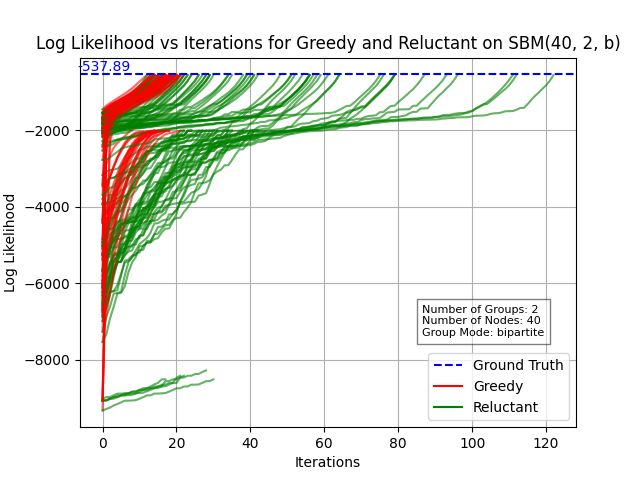 Log Likelihood vs Iterations for Greedy and Reluctant on SBM(40, 2, b)
-537.89
−2000
−4000
−6000
−8000
Log Likelihood
Number of Groups: 2
Number of Nodes: 40
Group Mode: bipartite
Ground Truth
Greedy
Reluctant
0 20 40 60 80 100 120
Iterations